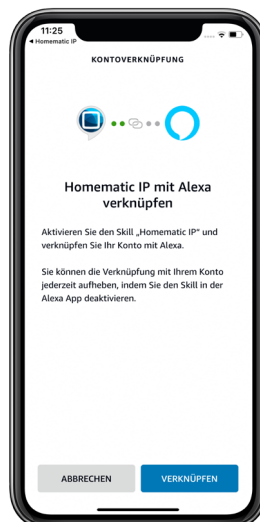 11:25
◀ Homematic IP
KONTOVERKNÜPFUNG
Homematic IP mit Alexa
verknüpfen
Aktivieren Sie den Skill „Homematic IP" und
verknüpfen Sie Ihr Konto mit Alexa.
Sie können die Verknüpfung mit Ihrem Konto
jederzeit aufheben, indem Sie den Skill in der
Alexa App deaktivieren.
ABBRECHEN VERKNÜPFEN